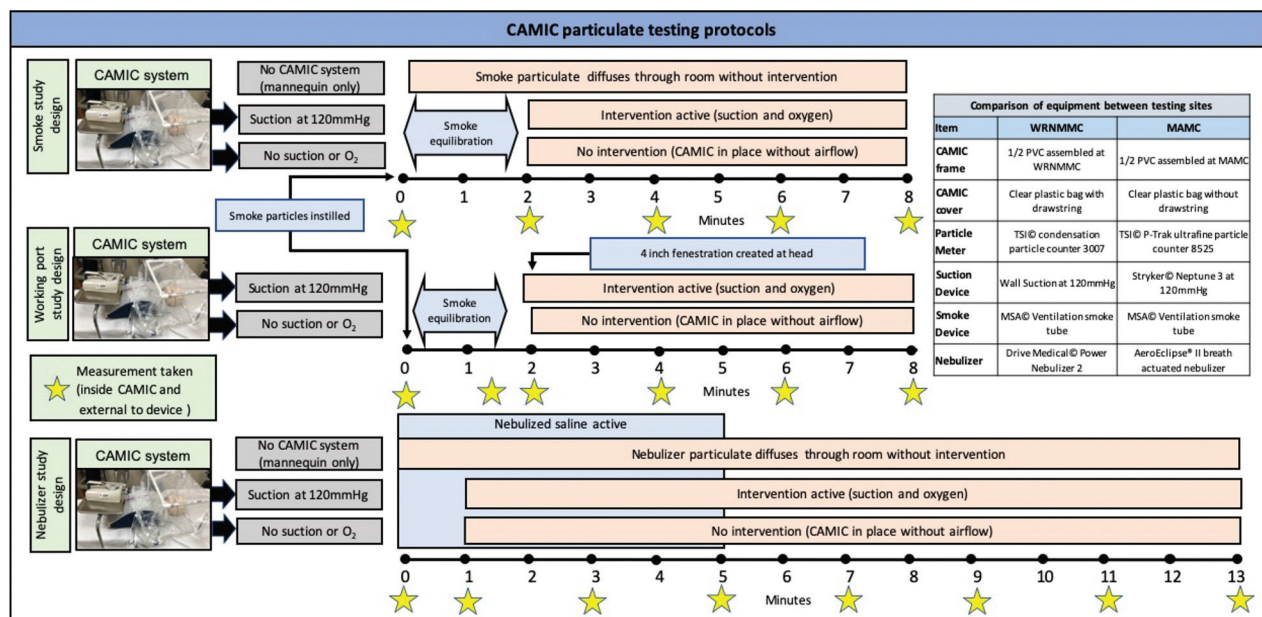 CAMIC particulate testing protocols
Smoke study
design
CAMIC system
No CAMIC system
(mannequin only)
Suction at 120mmHg
No suction or O₂
Smoke particulate diffuses through room without intervention
Smoke
equilibration
Intervention active (suction and oxygen)
No intervention (CAMIC in place without airflow)
0 1 2 3 4 5 6 7 8
Minutes
Smoke particles instilled
Working port
study design
CAMIC system
Suction at 120mmHg
No suction or O₂
4 inch fenestration created at head
Smoke
equilibration
Intervention active (suction and oxygen)
No intervention (CAMIC in place without airflow)
0 1 2 3 4 5 6 7 8
Minutes
Measurement taken
(inside CAMIC and
external to device )
Nebulizer study
design
CAMIC system
No CAMIC system
(mannequin only)
Suction at 120mmHg
No suction or O₂
Nebulized saline active
Nebulizer particulate diffuses through room without intervention
Intervention active (suction and oxygen)
No intervention (CAMIC in place without airflow)
0 1 2 3 4 5 6 7 8 9 10 11 12 13
Minutes
Comparison of equipment between testing sites
Item WRNMMC MAMC
CAMIC
frame
1/2 PVC assembled at
WRNMMC
1/2 PVC assembled at MAMC
CAMIC
cover
Clear plastic bag with
drawstring
Clear plastic bag without
drawstring
Particle
Meter
TSI© condensation
particle counter 3007
TSI© P-Trak ultrafine particle
counter 8525
Suction
Device
Wall Suction at 120mmHg
Stryker© Neptune 3 at
120mmHg
Smoke
Device
MSA© Ventilation smoke
tube
MSA© Ventilation smoke
tube
Nebulizer
Drive Medical© Power
Nebulizer 2
AeroEclipse® II breath
actuated nebulizer